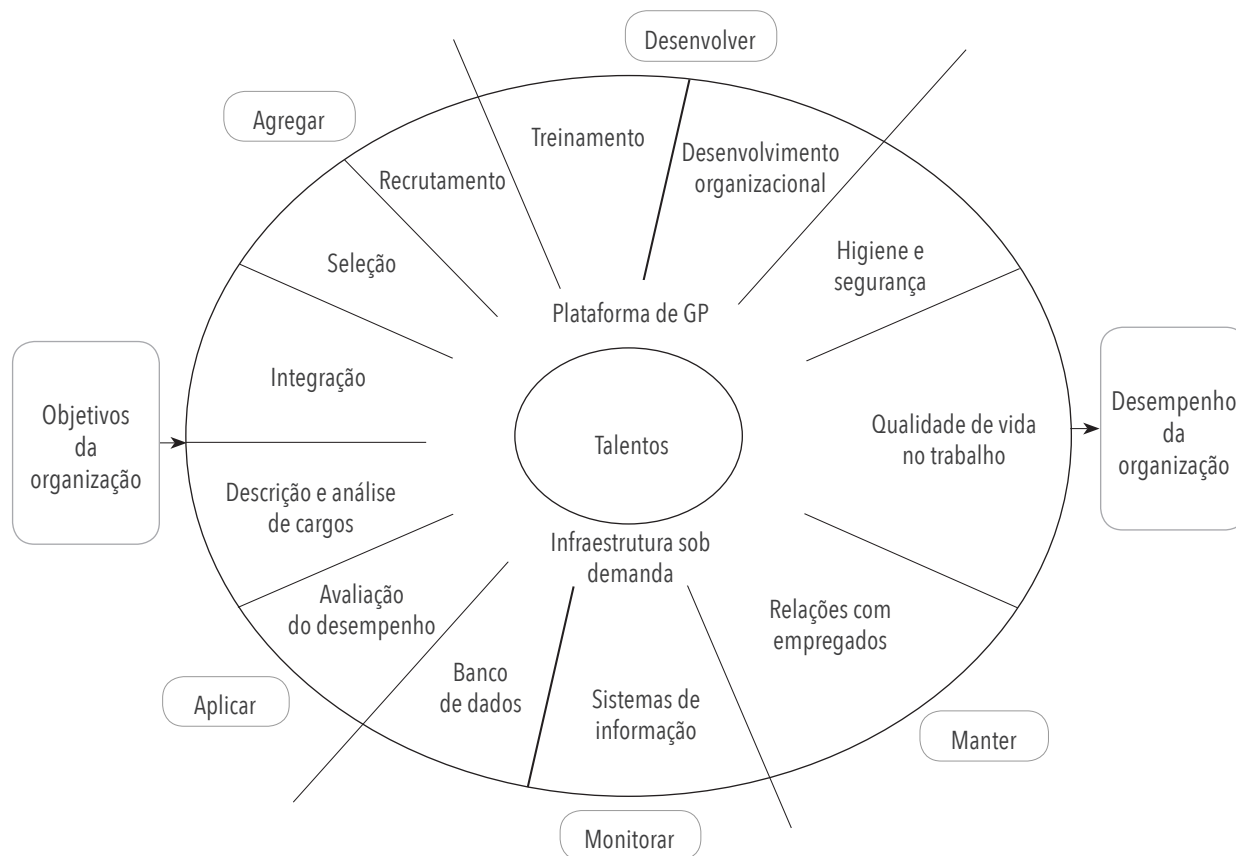 Desenvolver
Agregar
Treinamento
Desenvolvimento
organizacional
Recrutamento
Seleção
Higiene e
segurança
Plataforma de GP
Integração
Objetivos
da
organização
Talentos
Qualidade de vida
no trabalho
Desempenho
da
organização
Descrição e análise
de cargos
Infraestrutura sob
demanda
Avaliação
do desempenho
Relações com
empregados
Banco
de dados
Sistemas de
informação
Aplicar
Manter
Monitorar